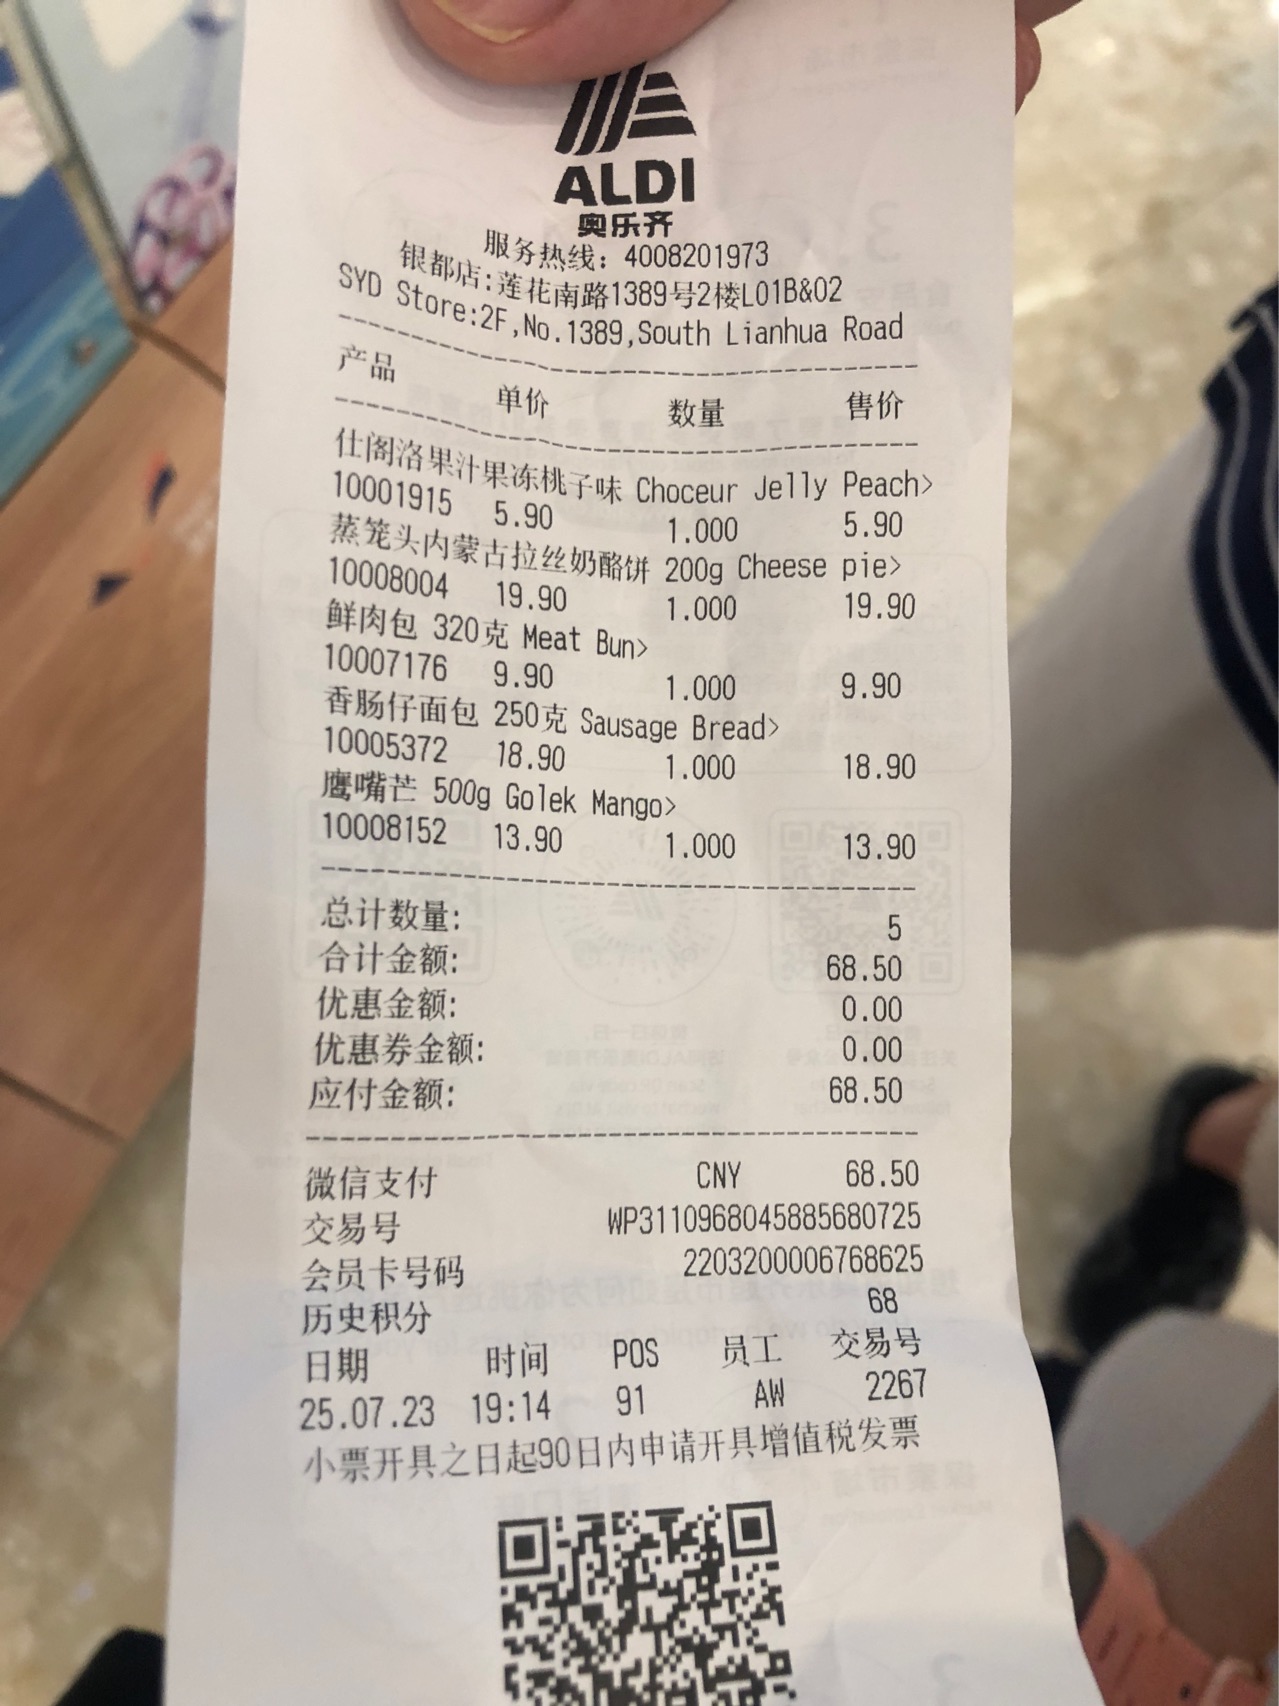 ALDI
奥乐齐
服务热线：4008201973
银都店:莲花南路1389号2楼L01B&02
SYD Store:2F,No.1389,South Lianhua Road
产品 单价 数量 售价
仕阁洛果汁果冻桃子味 Choceur Jelly Peach>
10001915 5.90 1.000 5.90
蒸笼头内蒙古拉丝奶酪饼 200g Cheese pie>
10008004 19.90 1.000 19.90
鲜肉包 320克 Meat Bun>
10007176 9.90 1.000 9.90
香肠仔面包 250克 Sausage Bread>
10005372 18.90 1.000 18.90
鹰嘴芒 500g Golek Mango>
10008152 13.90 1.000 13.90
总计数量: 5
合计金额: 68.50
优惠金额: 0.00
优惠券金额: 0.00
应付金额: 68.50
微信支付 CNY 68.50
交易号 WP3110968045885680725
会员卡号码 2203200006768625
历史积分 68
日期 时间 POS 员工 交易号
25.07.23 19:14 91 AW 2267
小票开具之日起90日内申请开具增值税发票